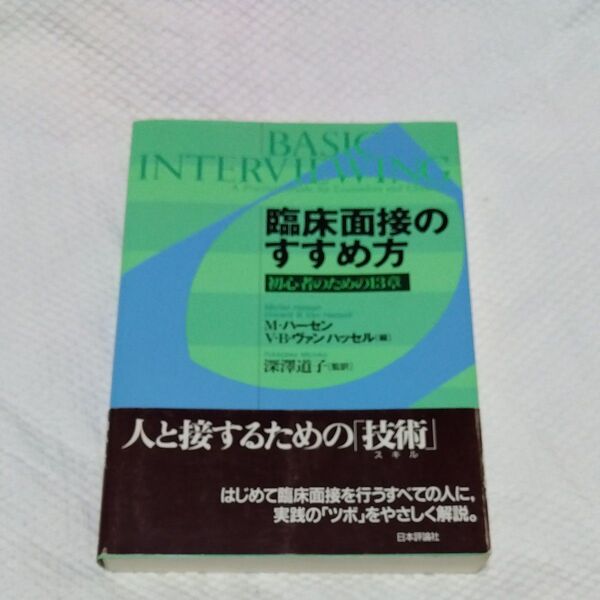 BASIC
INTERVIEWING
臨床面接の
すすめ方
初心者のための13章
M・ハーセン
V・B・ヴァン ハッセル[編]
深澤道子[監訳]
人と接するための「技術」
スキル
はじめて臨床面接を行うすべての人に、
実践の「ツボ」をやさしく解説。
日本評論社